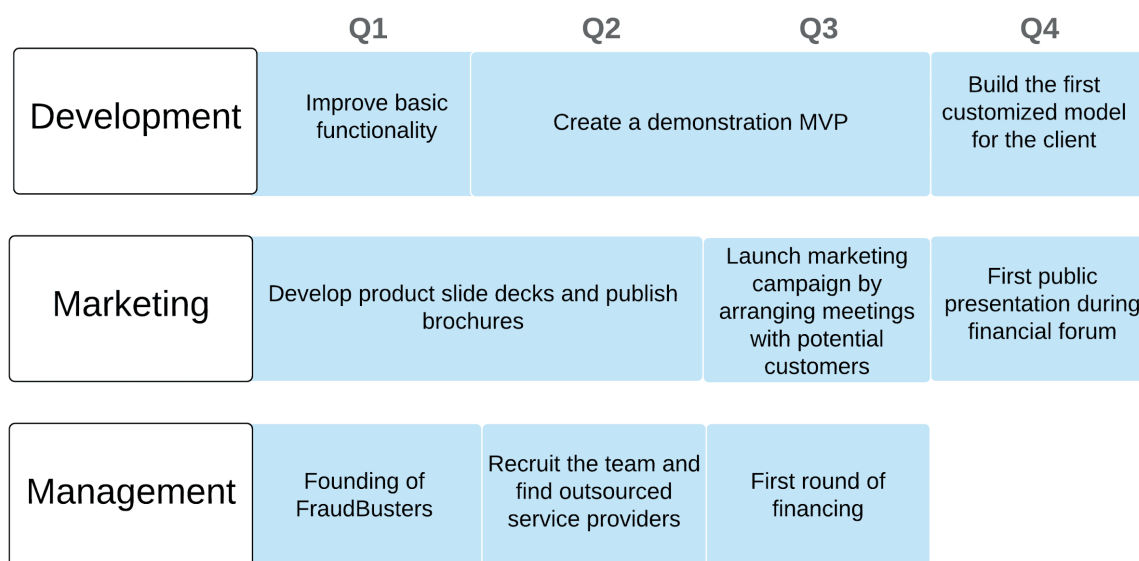 Q1 Q2 Q3 Q4
Development
Improve basic
functionality
Create a demonstration MVP
Build the first
customized model
for the client
Marketing
Develop product slide decks and publish
brochures
Launch marketing
campaign by
arranging meetings
with potential
customers
First public
presentation during
financial forum
Management
Founding of
FraudBusters
Recruit the team and
find outsourced
service providers
First round of
financing